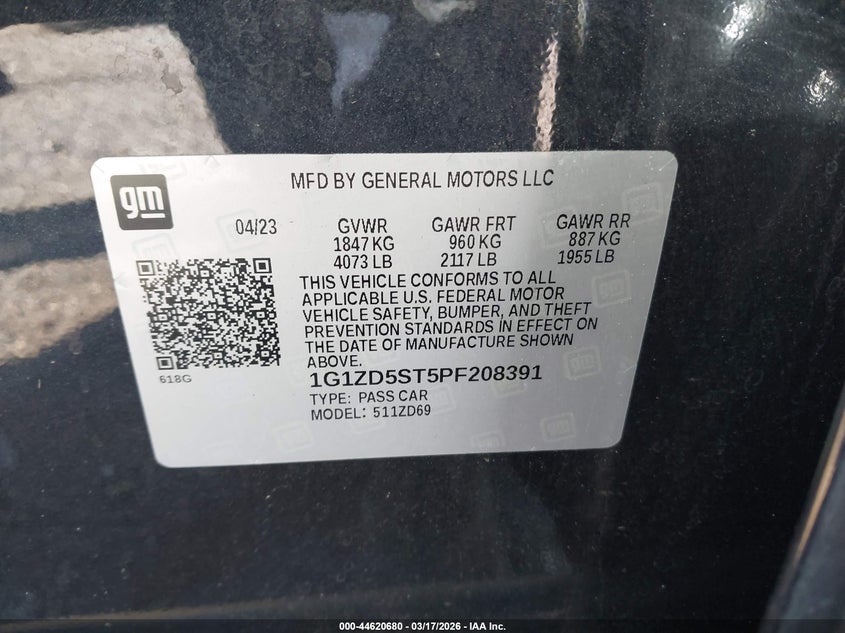 gm
MFD BY GENERAL MOTORS LLC
04/23 GVWR GAWR FRT GAWR RR
1847 KG 960 KG 887 KG
4073 LB 2117 LB 1955 LB
THIS VEHICLE CONFORMS TO ALL
APPLICABLE U.S. FEDERAL MOTOR
VEHICLE SAFETY, BUMPER, AND THEFT
PREVENTION STANDARDS IN EFFECT ON
THE DATE OF MANUFACTURE SHOWN
ABOVE.
618G
1G1ZD5ST5PF208391
TYPE: PASS CAR
MODEL: 511ZD69
000-44620680 - 03/17/2026 - IAA Inc.